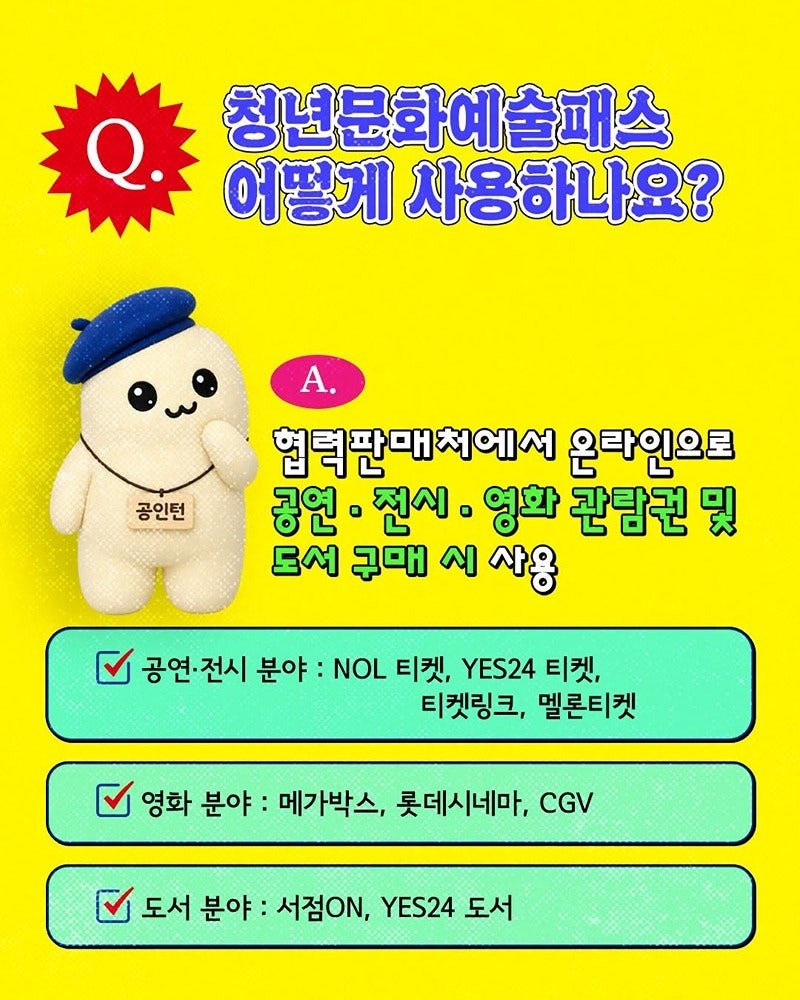 Q.
청년문화예술패스
어떻게 사용하나요?
A.
협력판매처에서 온라인으로
공연·전시·영화 관람권 및
도서 구매 시 사용
공인턴
공연·전시 분야 : NOL 티켓, YES24 티켓,
티켓링크, 멜론티켓
영화 분야 : 메가박스, 롯데시네마, CGV
도서 분야 : 서점ON, YES24 도서